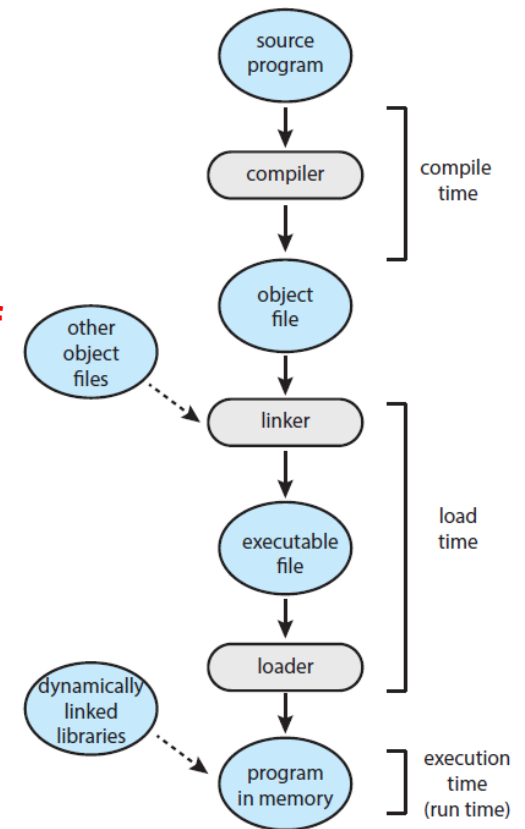 source
program
compiler
compile
time
object
file
other
object
files
linker
load
time
executable
file
loader
dynamically
linked
libraries
program
in memory
execution
time
(run time)